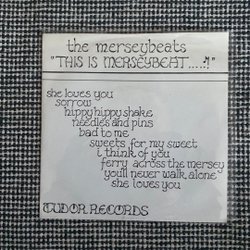 the merseybeats
"THIS IS MERSEYBEAT....!"
she loves you
sorrow
hippy hippy shake
needles and pins
bad to me
sweets for my sweet
i think of you
ferry across the mersey
you'll never walk alone
she loves you
TUDOR RECORDS